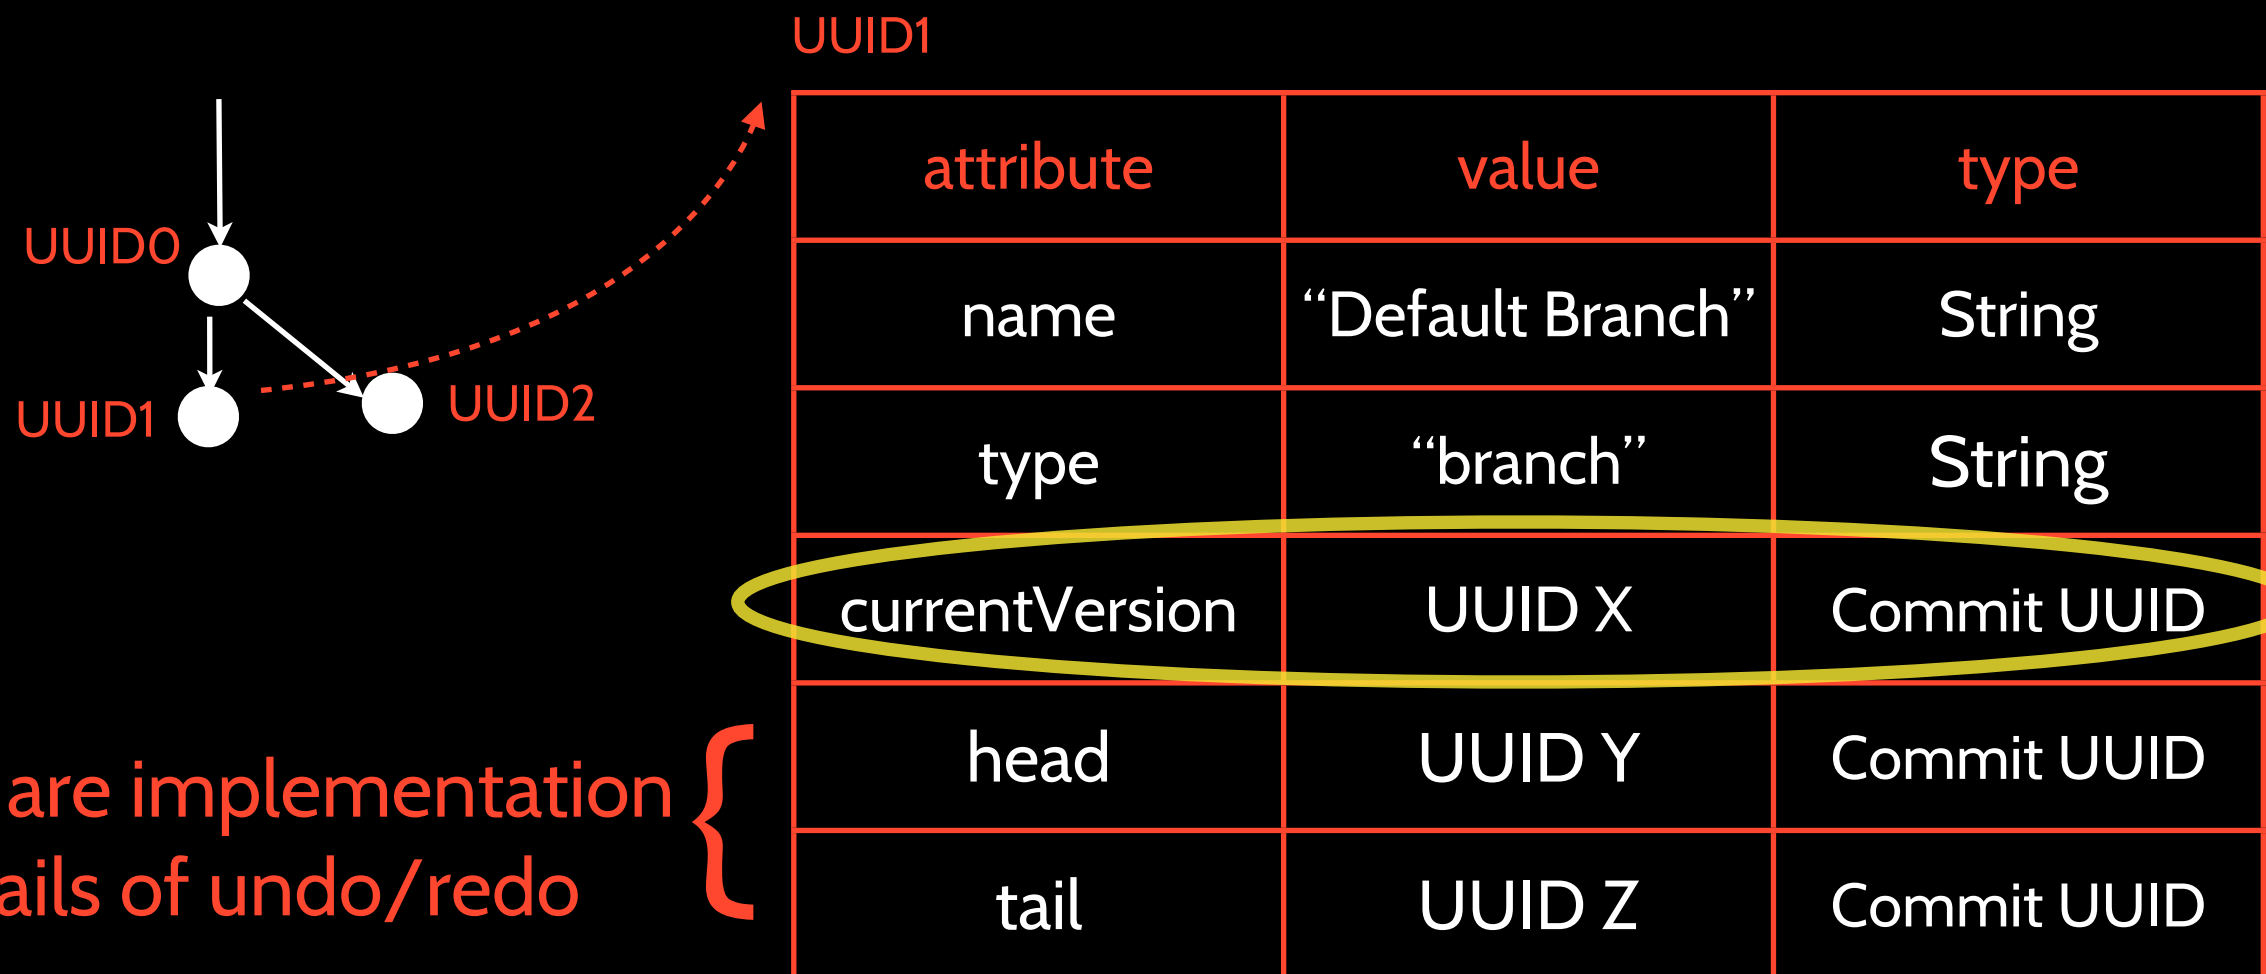 UUID1
UUID0
UUID1
UUID2
attribute value type
name “Default Branch” String
type “branch” String
currentVersion UUID X Commit UUID
head UUID Y Commit UUID
tail UUID Z Commit UUID
are implementation
of undo/redo